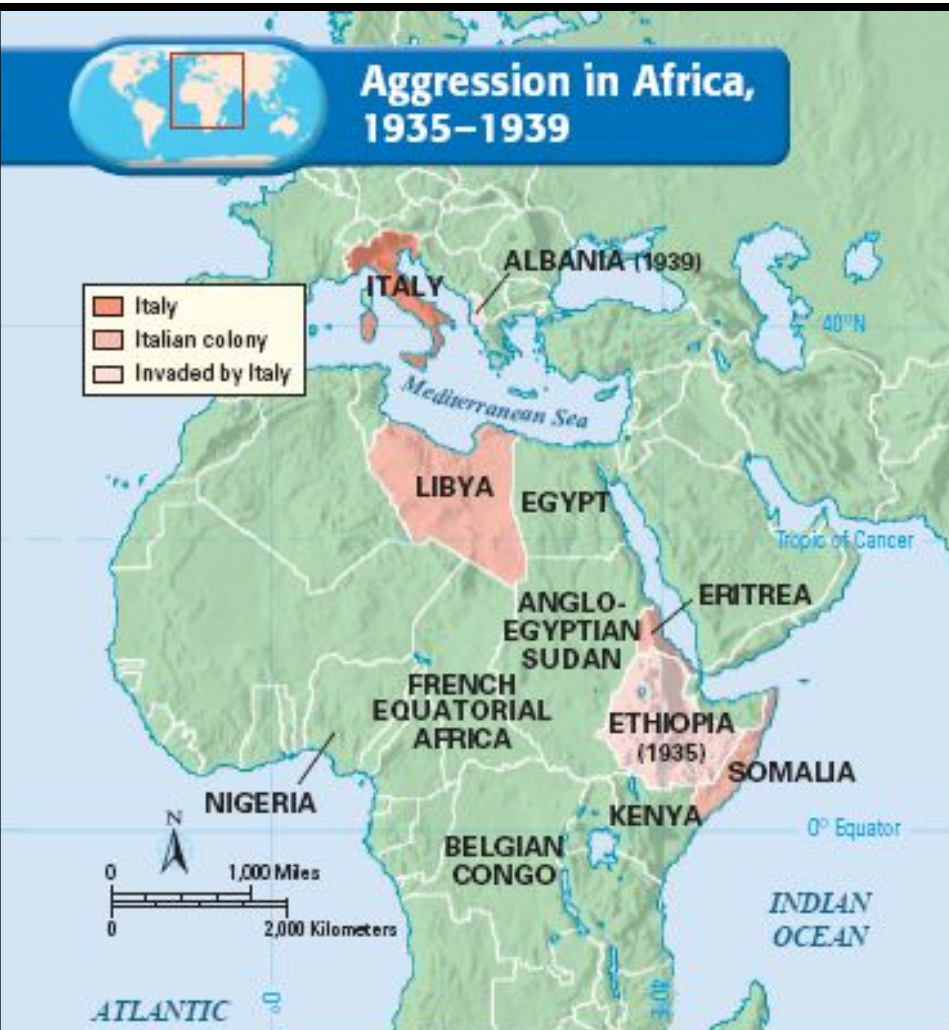 Aggression in Africa,
1935–1939
ALBANIA (1939)
ITALY
Italy
Italian colony
Invaded by Italy
40°N
Mediterranean Sea
LIBYA
EGYPT
Tropic of Cancer
ERITREA
ANGLO-
EGYPTIAN
SUDAN
FRENCH
EQUATORIAL
AFRICA
ETHIOPIA
(1935)
SOMALIA
NIGERIA
KENYA
0° Equator
N
BELGIAN
CONGO
0 1,000 Miles
0 2,000 Kilometers
INDIAN
OCEAN
ATLANTIC
0°
40°E